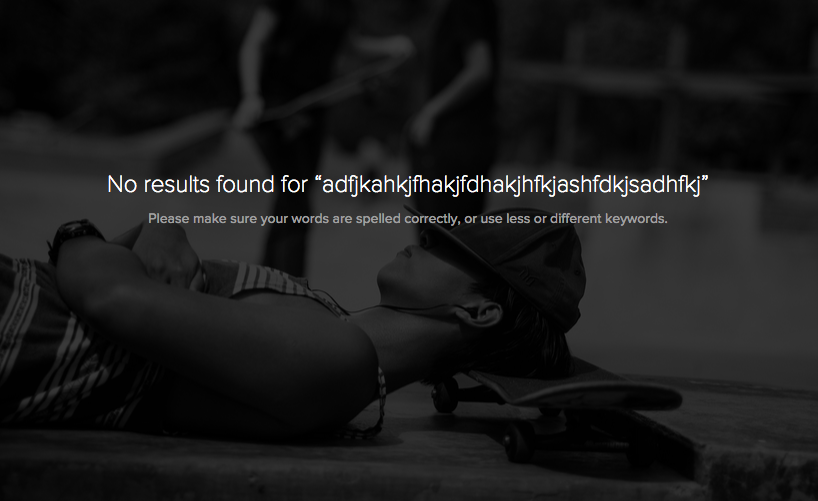 No results found for “adfjkahkjfhakjfdhakjhfkjashfdkjsadhfkj”
Please make sure your words are spelled correctly, or use less or different keywords.